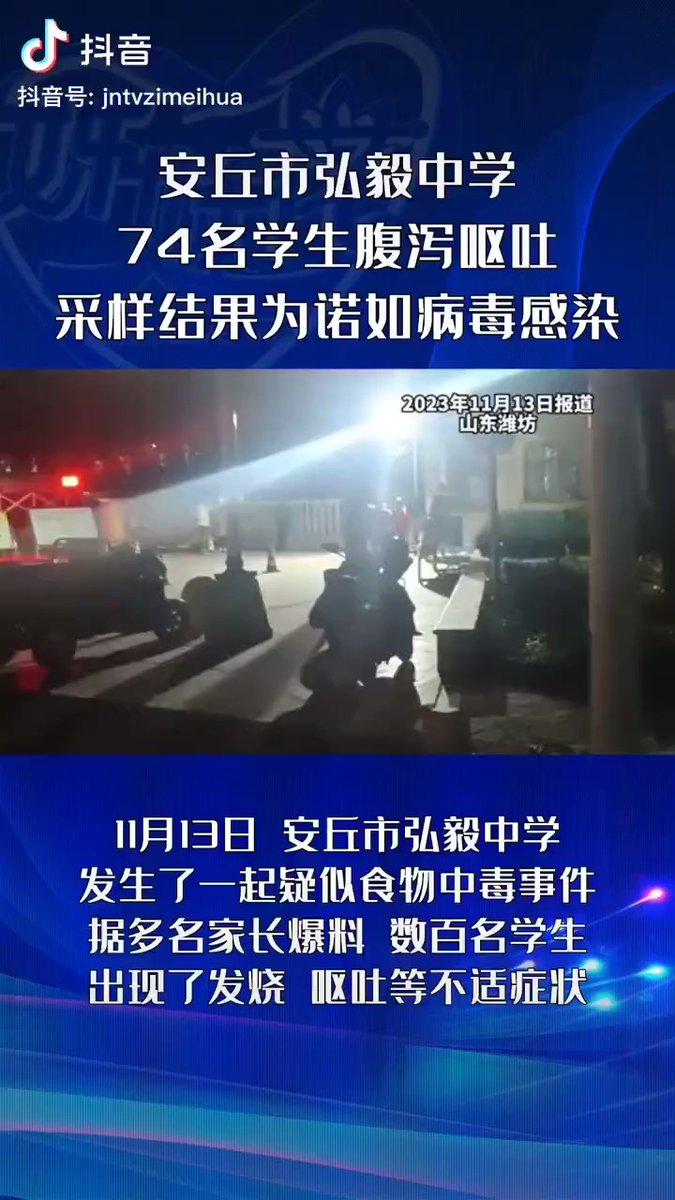 抖音
抖音号: jntvzimeihua
安丘市弘毅中学
74名学生腹泻呕吐
采样结果为诺如病毒感染
2023年11月13日报道
山东潍坊
11月13日 安丘市弘毅中学
发生了一起疑似食物中毒事件
据多名家长爆料 数百名学生
出现了发烧 呕吐等不适症状